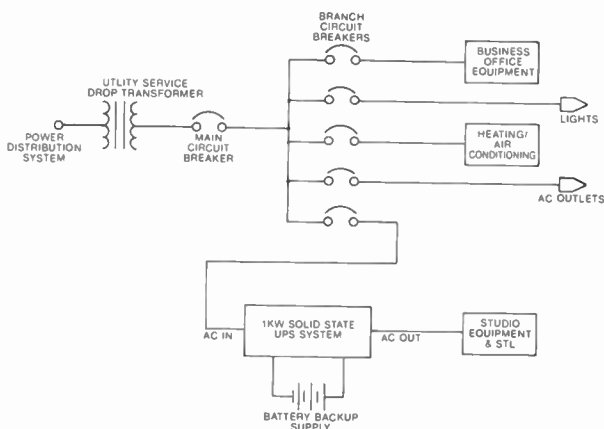 BRANCH
CIRCUIT
BREAKERS
BUSINESS
OFFICE
EQUIPMENT
UTLITY SERVICE
DROP TRANSFORMER
LIGHTS
POWER
DISTRIBUTION
SYSTEM
MAIN
CIRCUIT
BREAKER
HEATING/
AIR
CONDITIONING
AC OUTLETS
AC IN
1KW SOLID STATE
UPS SYSTEM
AC OUT
STUDIO
EQUIPMENT
& STL
BATTERY BACKUP
SUPPLY